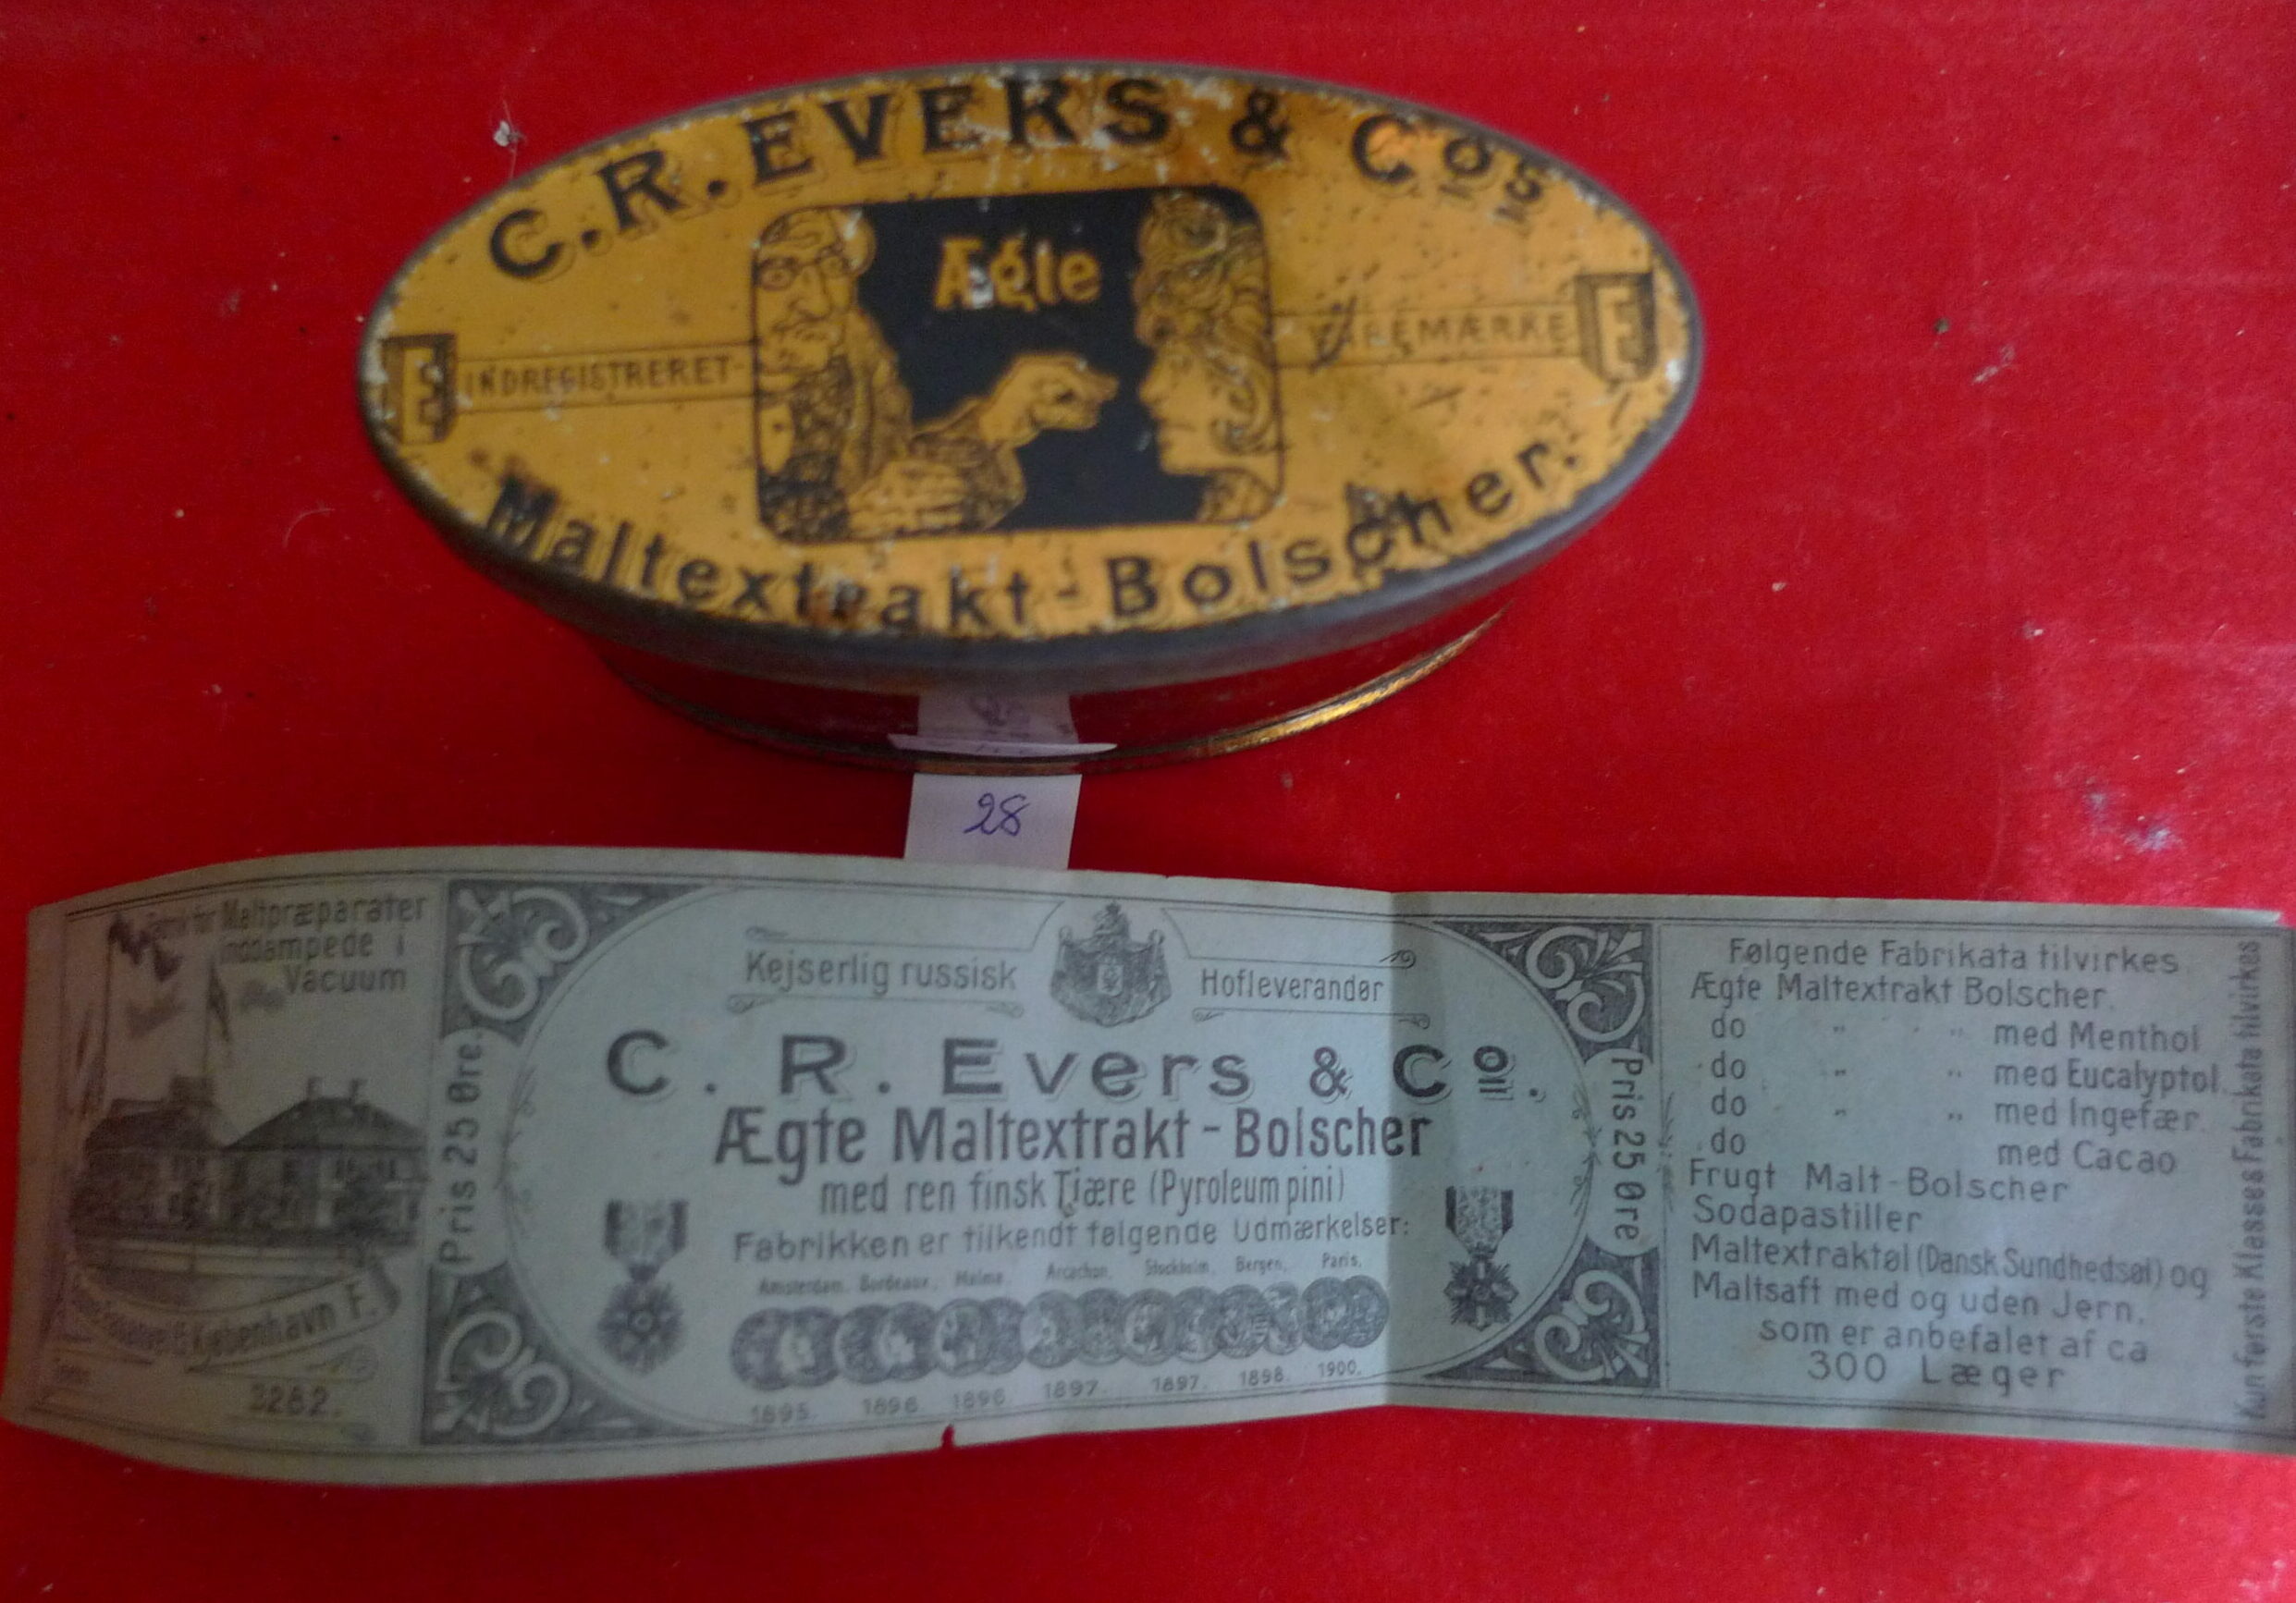 C.R. EVERS & Cos
Ægte
INDREGISTRERET-
VAREMÆRKE
E
E
Maltextrakt-Bolscher.
28
Fabrik for Maltpræparater
inddampede i
Vacuum
København F.
3282.
Pris 25 Øre.
Kejserlig russisk Hofleverandør
C. R. Evers & Co.
Ægte Maltextrakt-Bolscher
med ren finsk Tjære (Pyroleum pini)
Fabrikken er tilkendt følgende Udmærkelser:
Amsterdam. Bordeaux. Malmø. Arcachon. Stockholm. Bergen. Paris.
1895. 1896. 1896. 1897. 1897. 1898. 1900.
Pris 25 Øre
Følgende Fabrikata tilvirkes
Ægte Maltextrakt Bolscher.
do " " med Menthol
do " " med Eucalyptol.
do " " med Ingefær.
do med Cacao
Frugt Malt-Bolscher
Sodapastiller
Maltextraktøl (Dansk Sundhedsøl) og
Maltsaft med og uden Jern.
som er anbefalet af ca
300 Læger
Kun første Klasses Fabrikata tilvirkes